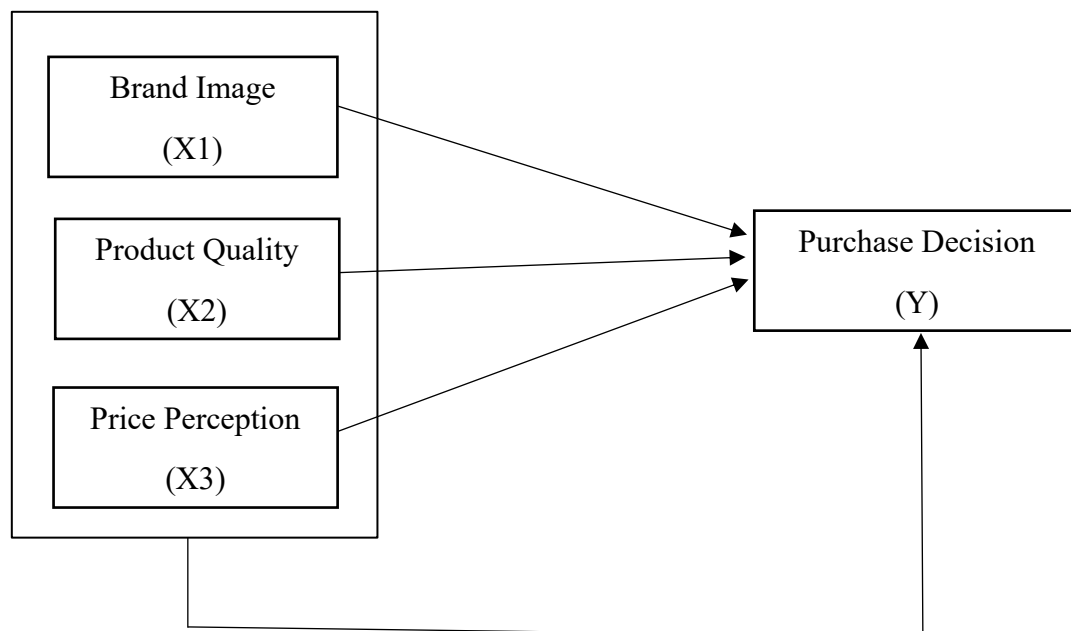 Brand Image
(X1)
Product Quality
(X2)
Price Perception
(X3)
Purchase Decision
(Y)